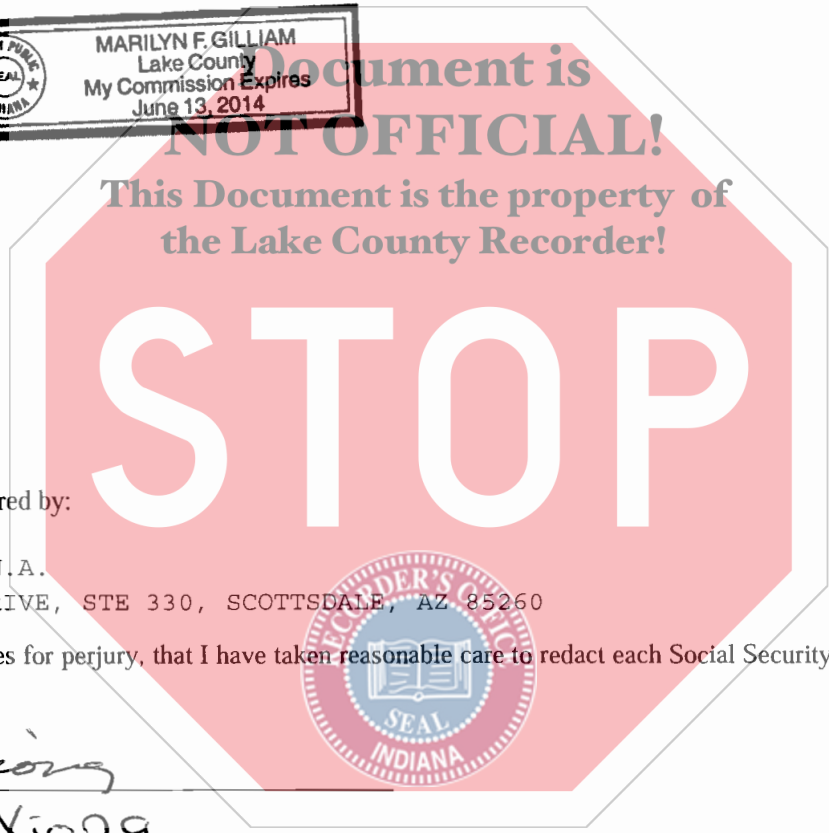 MARILYN F. GILLIAM
Lake County
My Commission Expires
June 13, 2014
SEAL
Document is
NOT OFFICIAL!
This Document is the property of
the Lake County Recorder!
STOP
red by:
N.A.
RIVE, STE 330, SCOTTSDALE, AZ 85260
RECORDER'S OFFICE
SEAL
INDIANA
es for perjury, that I have taken reasonable care to redact each Social Security